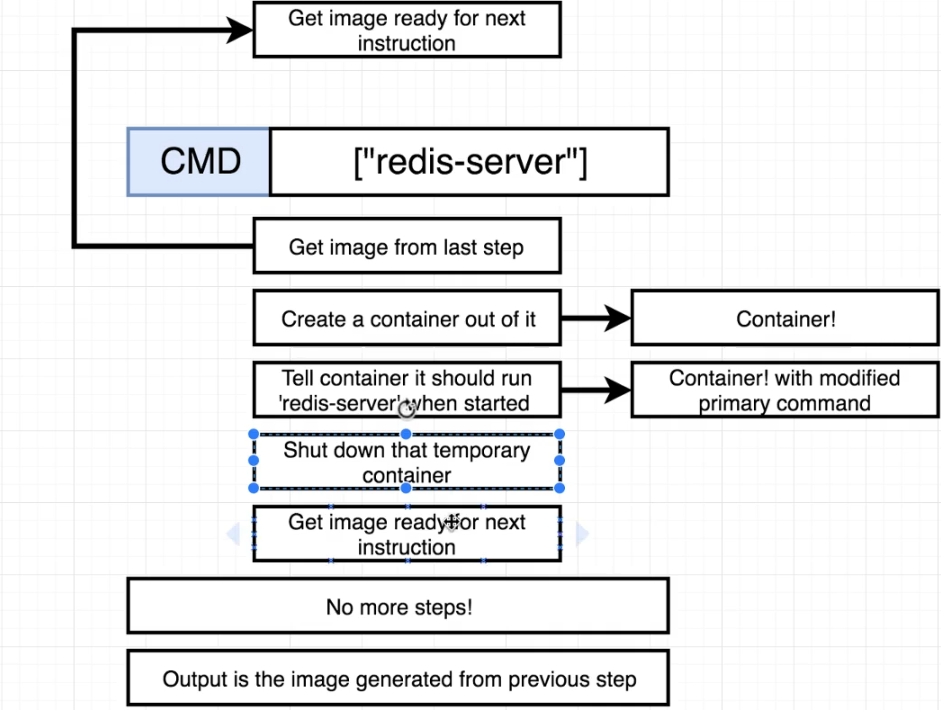 Get image ready for next
instruction
CMD ["redis-server"]
Get image from last step
Create a container out of it
Container!
Tell container it should run
'redis-server' when started
Container! with modified
primary command
Shut down that temporary
container
Get image ready for next
instruction
No more steps!
Output is the image generated from previous step